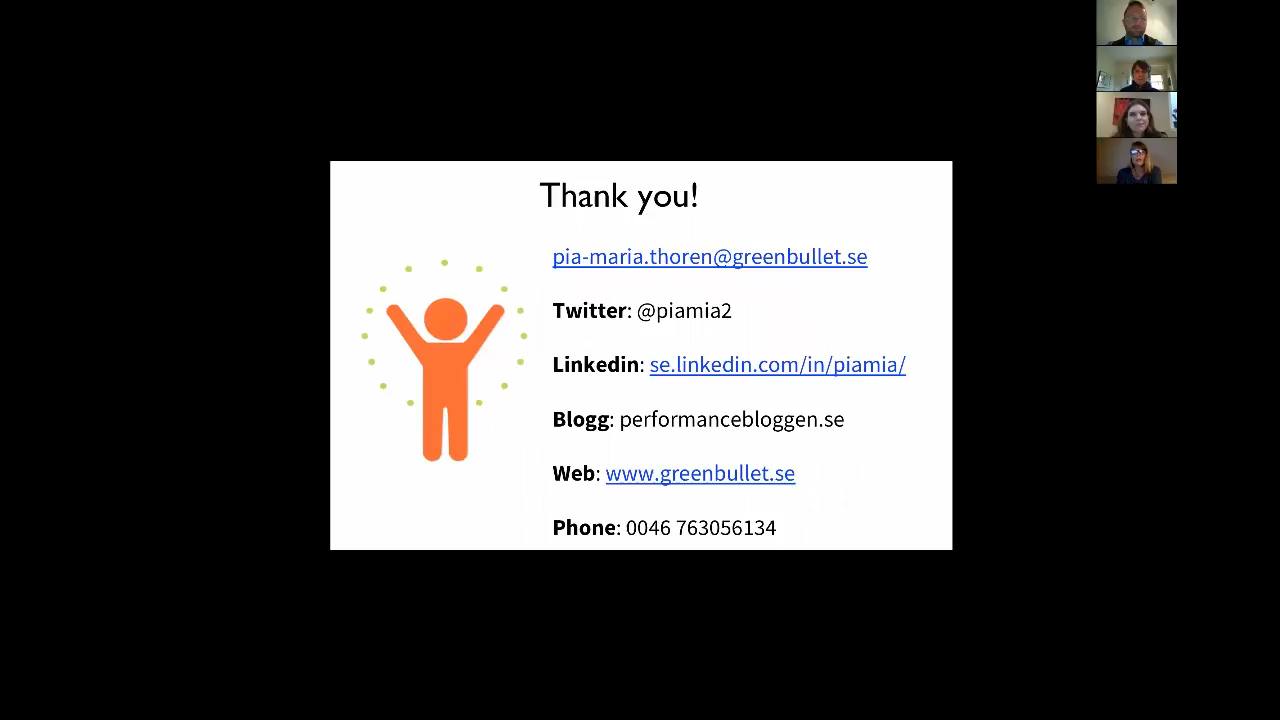 Thank you!
pia-maria.thoren@greenbullet.se
Twitter: @piamia2
Linkedin: se.linkedin.com/in/piamia/
Blogg: performancebloggen.se
Web: www.greenbullet.se
Phone: 0046 763056134